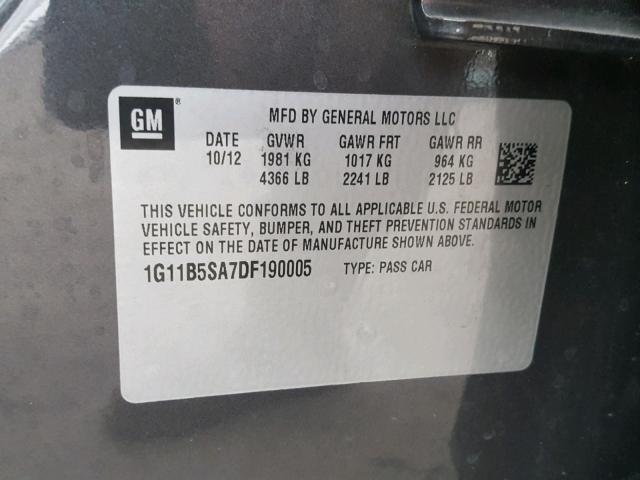 GM ®
MFD BY GENERAL MOTORS LLC
DATE GVWR GAWR FRT GAWR RR
10/12 1981 KG 1017 KG 964 KG
4366 LB 2241 LB 2125 LB
THIS VEHICLE CONFORMS TO ALL APPLICABLE U.S. FEDERAL MOTOR
VEHICLE SAFETY, BUMPER, AND THEFT PREVENTION STANDARDS IN
EFFECT ON THE DATE OF MANUFACTURE SHOWN ABOVE.
1G11B5SA7DF190005 TYPE: PASS CAR